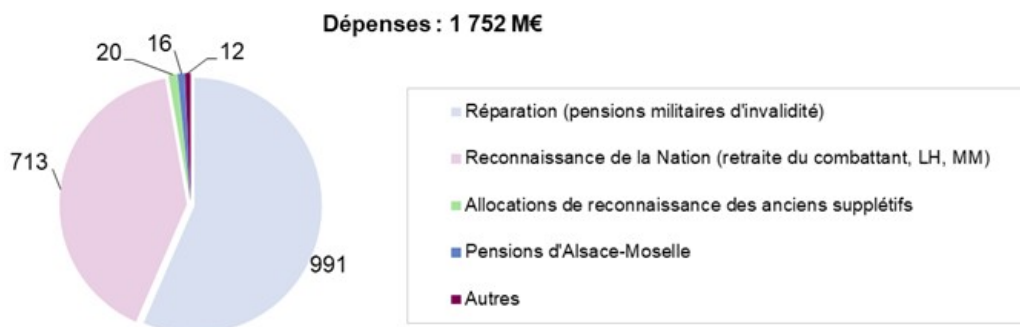 Dépenses : 1 752 M€
20
16
12
713
991
Réparation (pensions militaires d'invalidité)
Reconnaissance de la Nation (retraite du combattant, LH, MM)
Allocations de reconnaissance des anciens supplétifs
Pensions d'Alsace-Moselle
Autres